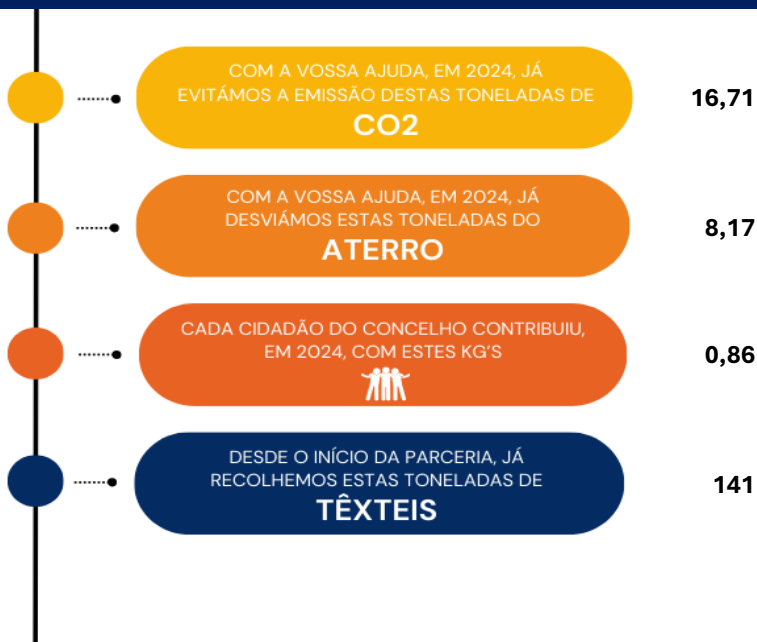 COM A VOSSA AJUDA, EM 2024, JÁ
EVITÁMOS A EMISSÃO DESTAS TONELADAS DE
CO2
16,71
COM A VOSSA AJUDA, EM 2024, JÁ
DESVIÁMOS ESTAS TONELADAS DO
ATERRO
8,17
CADA CIDADÃO DO CONCELHO CONTRIBUIU,
EM 2024, COM ESTES KG'S
0,86
DESDE O INÍCIO DA PARCERIA, JÁ
RECOLHEMOS ESTAS TONELADAS DE
TÊXTEIS
141